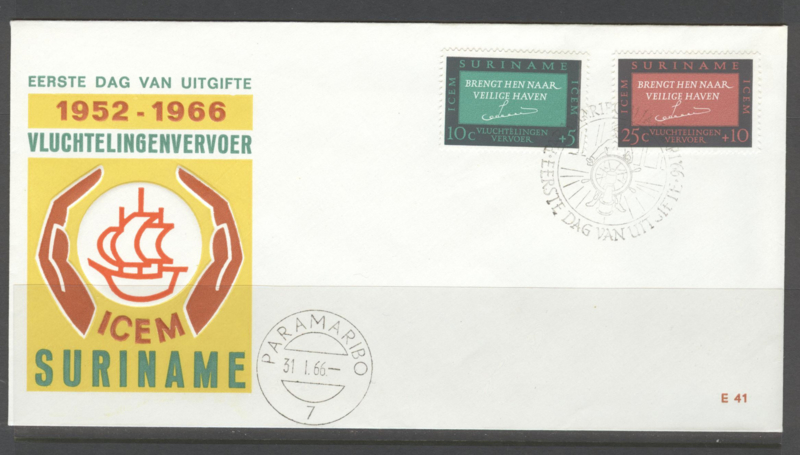 EERSTE DAG VAN UITGIFTE
1952 - 1966
VLUCHTELINGENVERVOER
ICEM
SURINAME
PARAMARIBO
31 1.66.-
7
SURINAME
ICEM
BRENGT HEN NAAR
VEILIGE HAVEN
ICEM
10c VLUCHTELINGEN +5
VERVOER
SURINAME
ICEM
BRENGT HEN NAAR
VEILIGE HAVEN
ICEM
25c VLUCHTELINGEN +10
VERVOER
EERSTE DAG VAN UITGIFTE
E 41